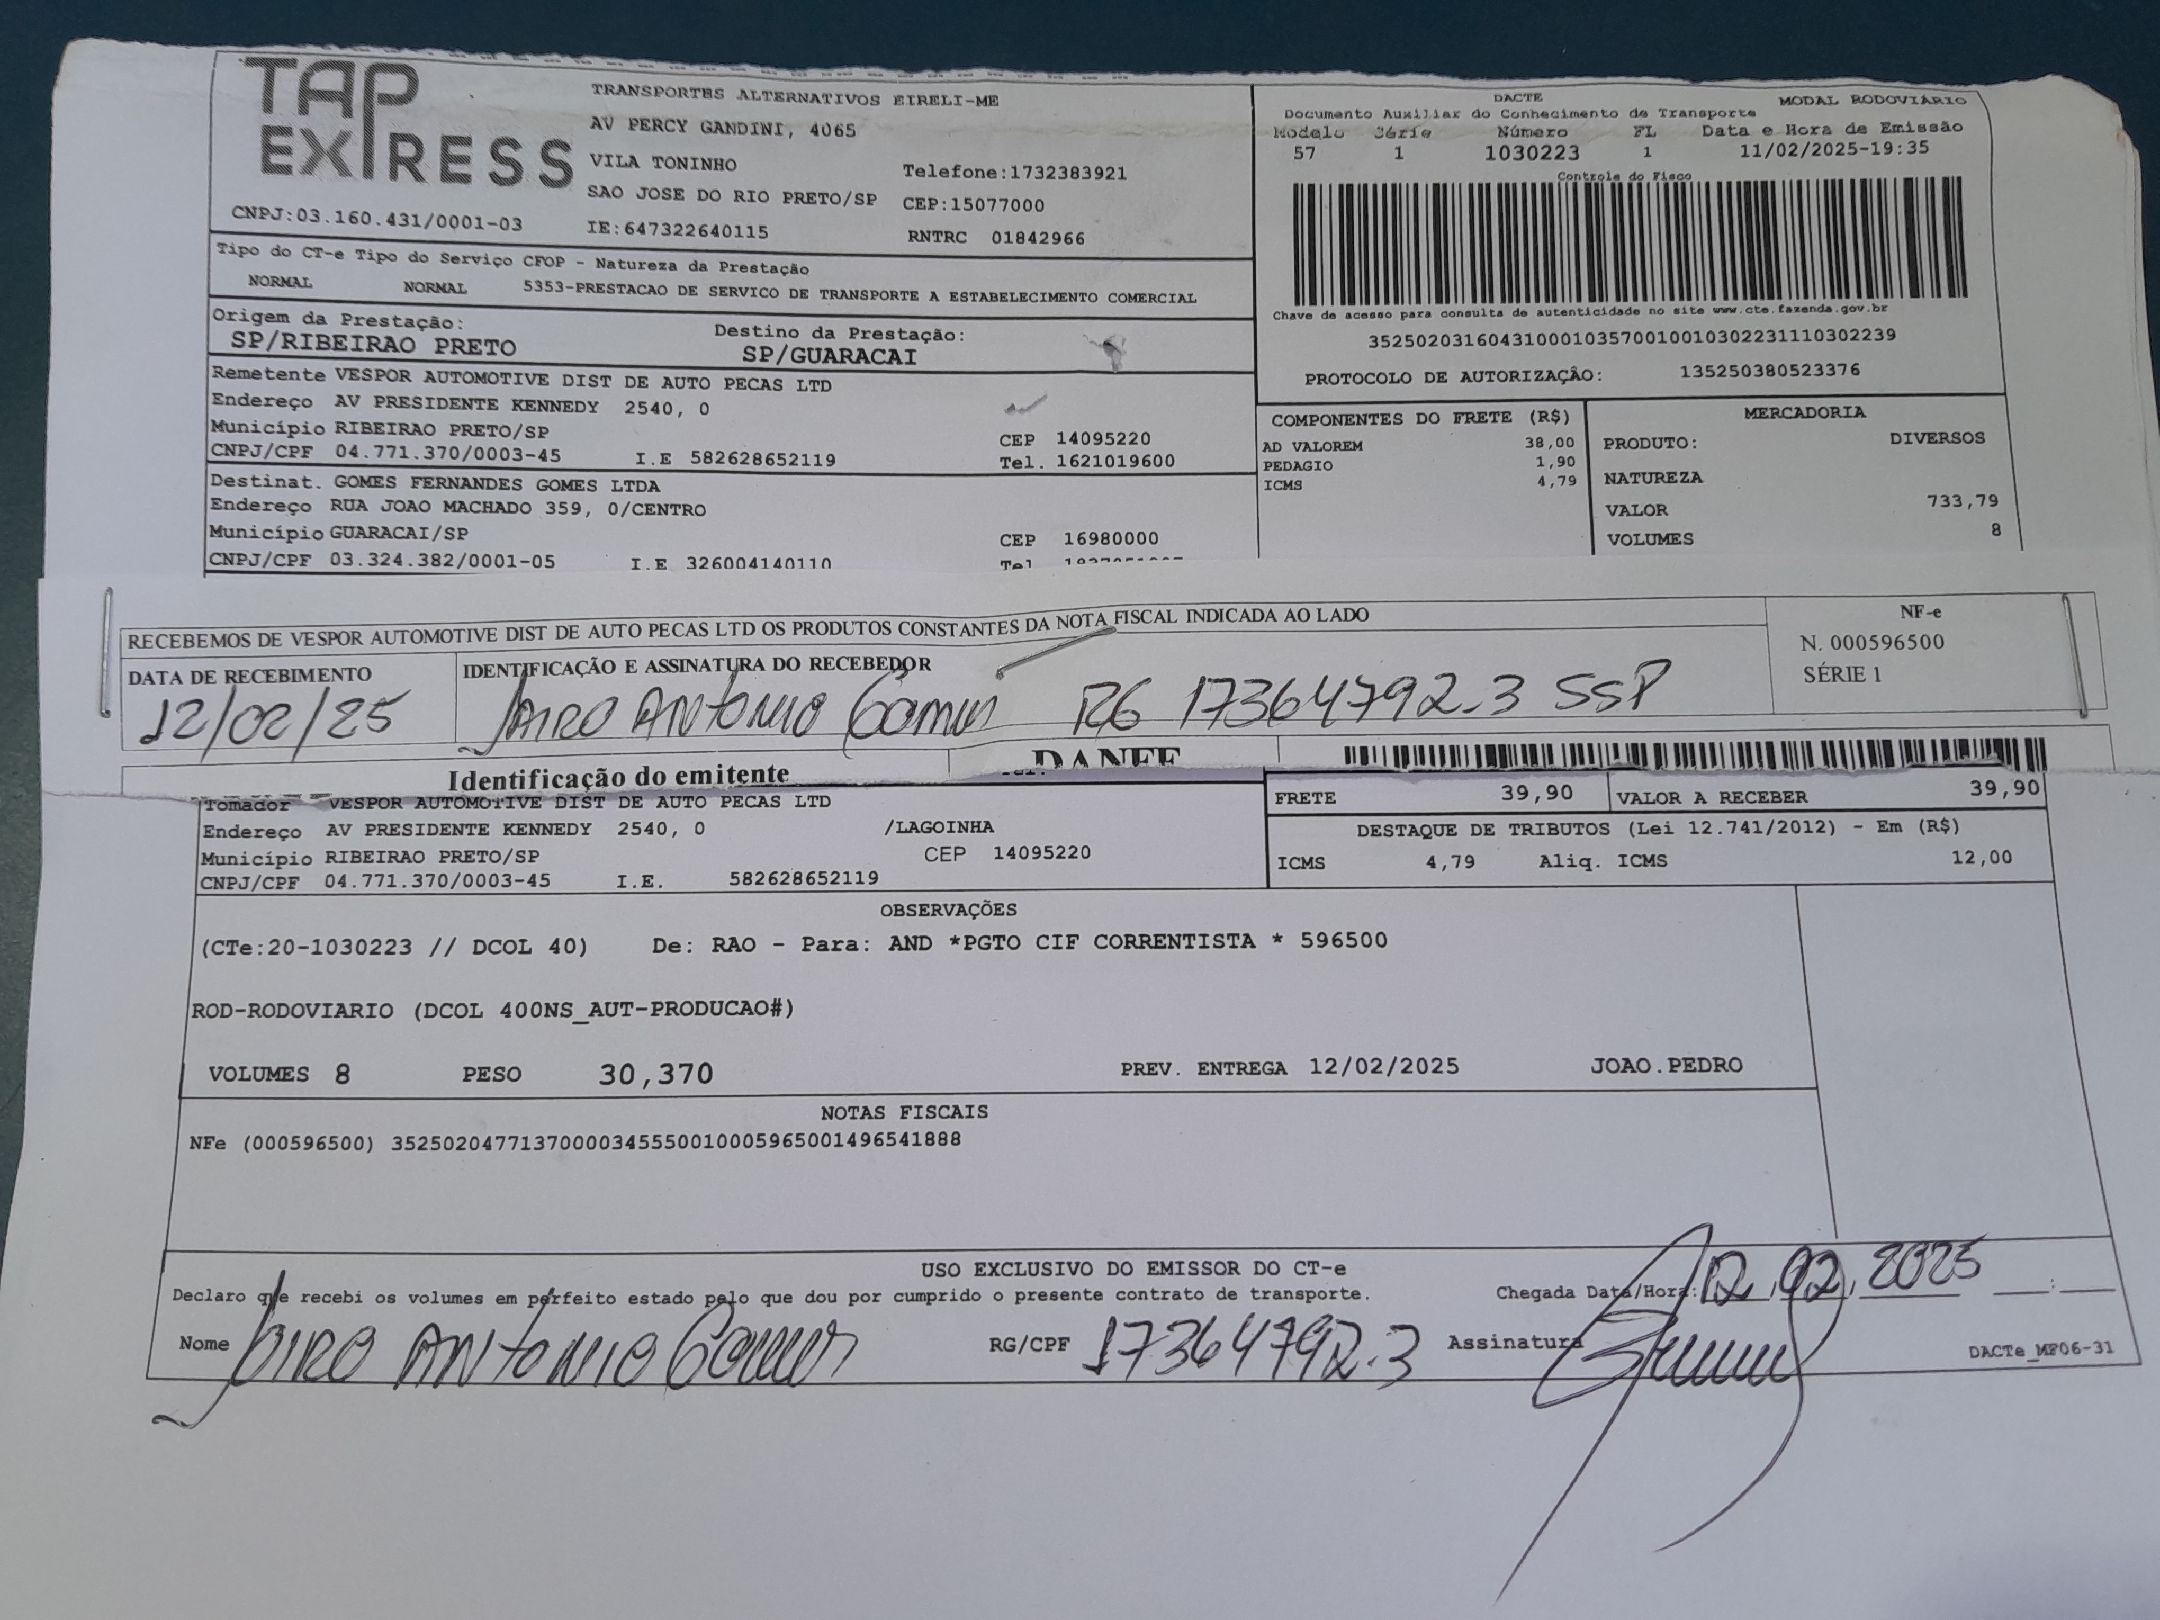 TAP EXPRESS
TRANSPORTES ALTERNATIVOS EIRELI-ME
AV PERCY GANDINI, 4065
VILA TONINHO
Telefone:1732383921
SAO JOSE DO RIO PRETO/SP CEP:15077000
CNPJ:03.160.431/0001-03 IE:647322640115 RNTRC 01842966
DACTE MODAL RODOVIÁRIO
Documento Auxiliar do Conhecimento de Transporte
Modelo Série Número FL Data e Hora de Emissão
57 1 1030223 1 11/02/2025-19:35
Controle do Fisco
Chave de acesso para consulta de autenticidade no site www.cte.fazenda.gov.br
35250203160431000103570010010302231110302239
PROTOCOLO DE AUTORIZAÇÃO: 135250380523376
Tipo do CT-e Tipo do Serviço CFOP - Natureza da Prestação
NORMAL NORMAL 5353-PRESTACAO DE SERVICO DE TRANSPORTE A ESTABELECIMENTO COMERCIAL
Origem da Prestação: Destino da Prestação:
SP/RIBEIRAO PRETO SP/GUARACAI
Remetente VESPOR AUTOMOTIVE DIST DE AUTO PECAS LTD
Endereço AV PRESIDENTE KENNEDY 2540, 0
Município RIBEIRAO PRETO/SP CEP 14095220
CNPJ/CPF 04.771.370/0003-45 I.E 582628652119 Tel. 1621019600
Destinat. GOMES FERNANDES GOMES LTDA
Endereço RUA JOAO MACHADO 359, 0/CENTRO
Município GUARACAI/SP CEP 16980000
CNPJ/CPF 03.324.382/0001-05 I.E 326004140110 Tel
COMPONENTES DO FRETE (R$)
AD VALOREM 38,00
PEDAGIO 1,90
ICMS 4,79
MERCADORIA
PRODUTO: DIVERSOS
NATUREZA
VALOR 733,79
VOLUMES 8
RECEBEMOS DE VESPOR AUTOMOTIVE DIST DE AUTO PECAS LTD OS PRODUTOS CONSTANTES DA NOTA FISCAL INDICADA AO LADO
NF-e
N. 000596500
SÉRIE 1
DATA DE RECEBIMENTO IDENTIFICAÇÃO E ASSINATURA DO RECEBEDOR
12/02/25 Jairo Antonio Gomes RG 17364792-3 SSP
Identificação do emitente DANFE
Tomador VESPOR AUTOMOTIVE DIST DE AUTO PECAS LTD
Endereço AV PRESIDENTE KENNEDY 2540, 0 /LAGOINHA
Município RIBEIRAO PRETO/SP CEP 14095220
CNPJ/CPF 04.771.370/0003-45 I.E. 582628652119
FRETE 39,90 VALOR A RECEBER 39,90
DESTAQUE DE TRIBUTOS (Lei 12.741/2012) - Em (R$)
ICMS 4,79 Aliq. ICMS 12,00
OBSERVAÇÕES
(CTe:20-1030223 // DCOL 40) De: RAO - Para: AND *PGTO CIF CORRENTISTA * 596500
ROD-RODOVIARIO (DCOL 400NS_AUT-PRODUCAO#)
VOLUMES 8 PESO 30,370 PREV. ENTREGA 12/02/2025 JOAO.PEDRO
NOTAS FISCAIS
NFe (000596500) 35250204771370000345550010005965001496541888
USO EXCLUSIVO DO EMISSOR DO CT-e
Declaro que recebi os volumes em perfeito estado pelo que dou por cumprido o presente contrato de transporte. Chegada Data/Hora: 12.02.2025
Nome Jairo Antonio Gomes RG/CPF 17364792.3 Assinatura
DACTe_MF06-31